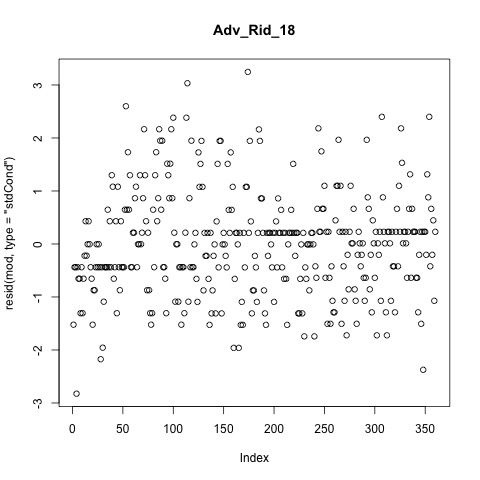 Adv_Rid_18
resid(mod, type = "stdCond")
3
2
1
0
-1
-2
-3
0 50 100 150 200 250 300 350
Index